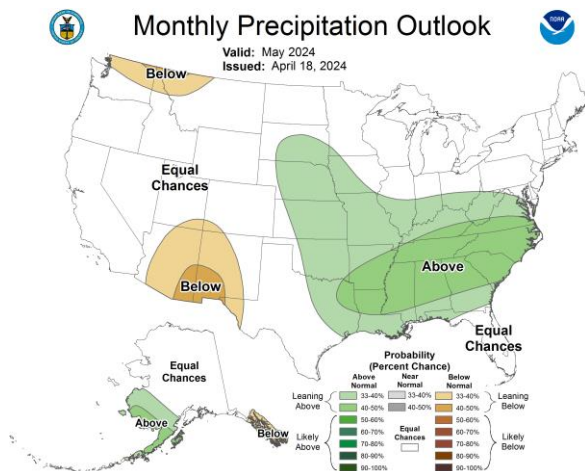 Monthly Precipitation Outlook
NOAA
Valid: May 2024
Issued: April 18, 2024
Below
Equal
Chances
Below
Above
Equal
Chances
Equal
Chances
Above
Below
Probability
(Percent Chance)
Above Normal
Near Normal
Below Normal
Leaning Above
33-40%
33-40%
33-40%
Leaning Below
40-50%
40-50%
40-50%
Likely Above
50-60%
50-60%
Likely Below
60-70%
60-70%
70-80%
Equal Chances
70-80%
80-90%
80-90%
90-100%
90-100%